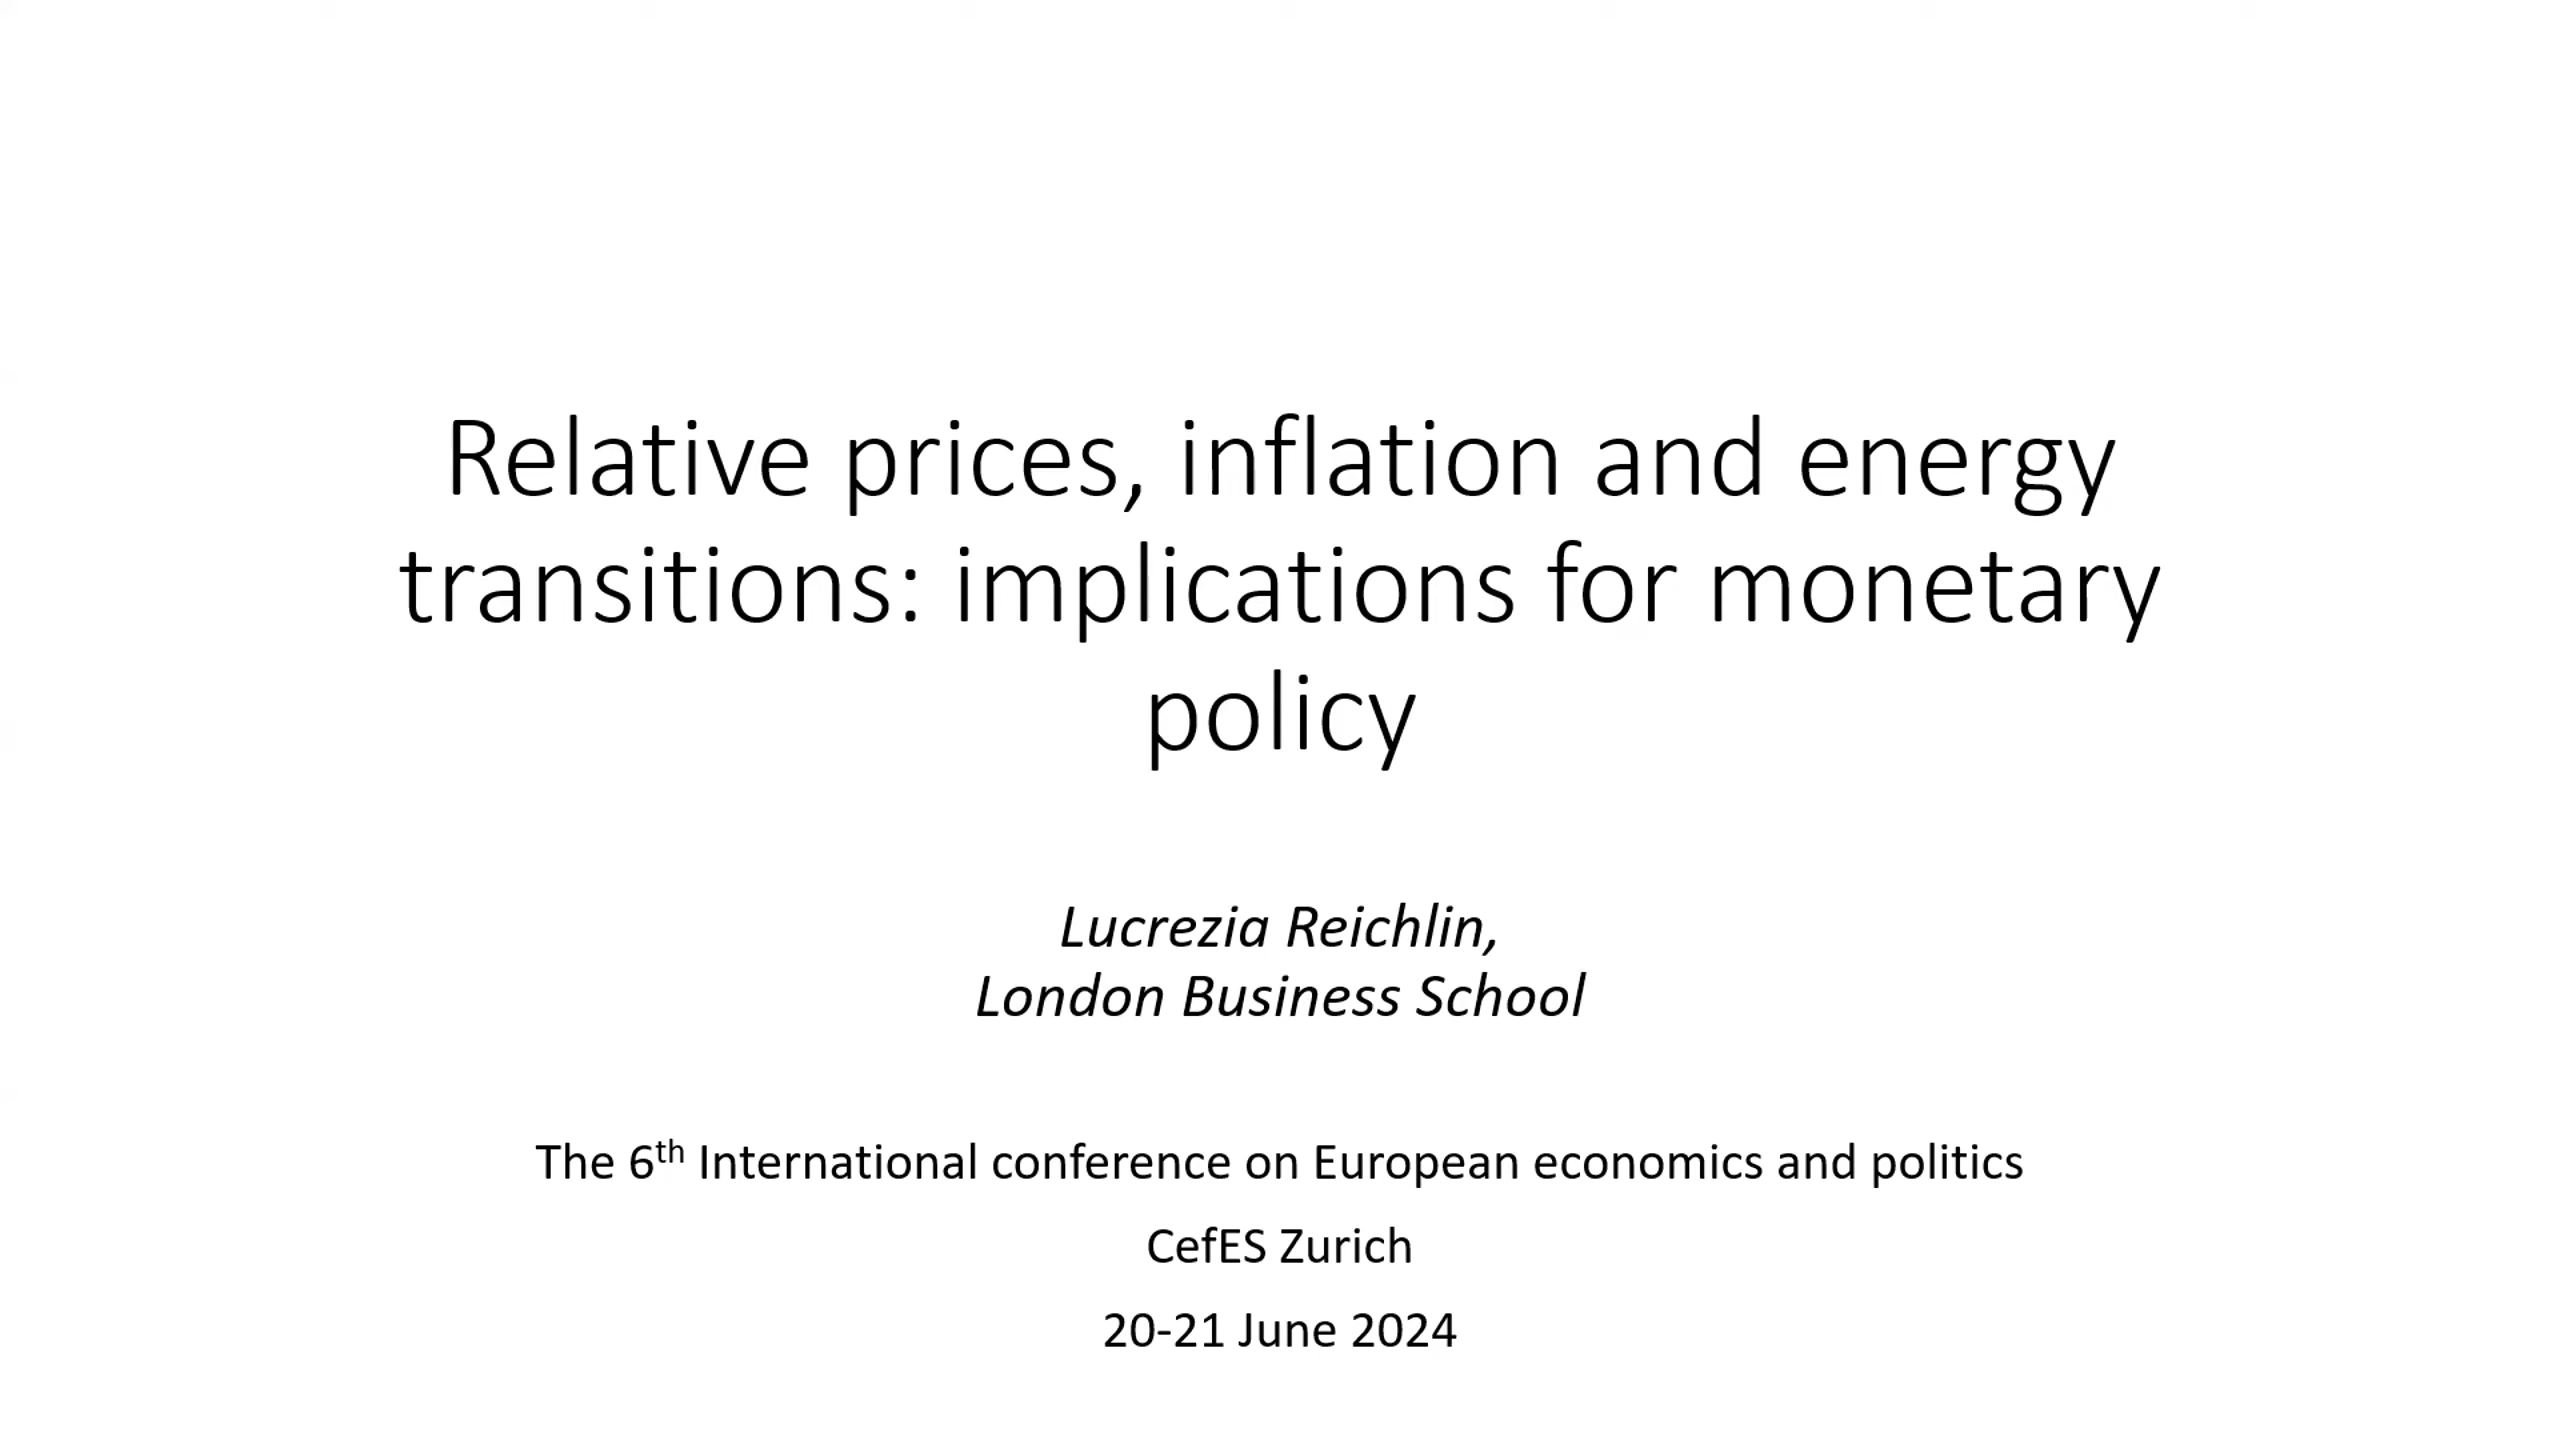 Relative prices, inflation and energy
transitions: implications for monetary
policy
Lucrezia Reichlin,
London Business School
The 6th International conference on European economics and politics
CefES Zurich
20-21 June 2024